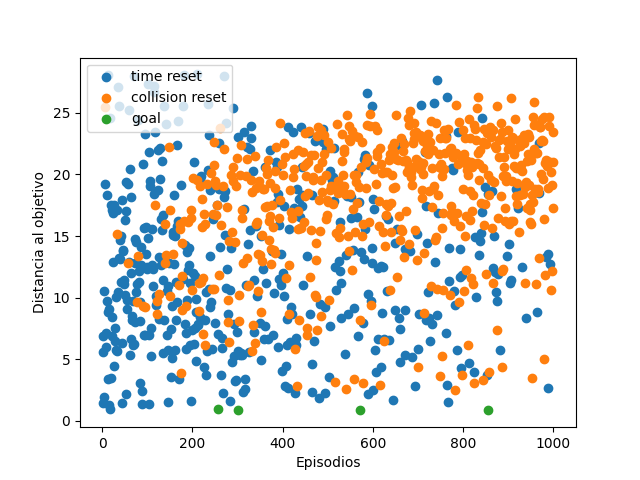 time reset
collision reset
goal
25
20
15
10
5
0
Distancia al objetivo
0 200 400 600 800 1000
Episodios